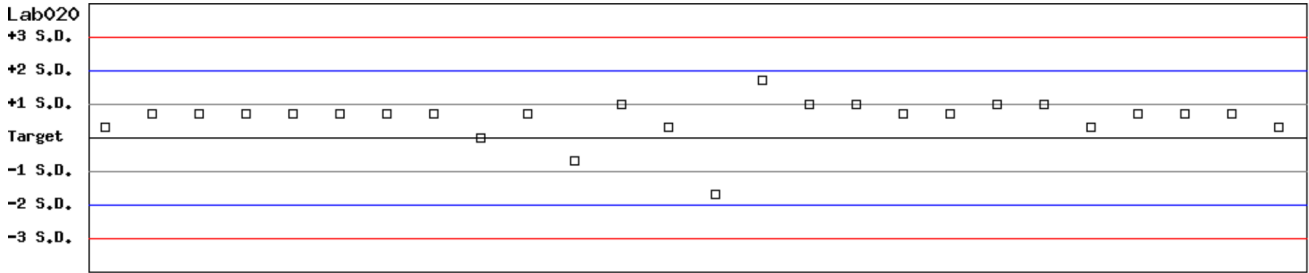 Lab020
+3 S.D.
+2 S.D.
+1 S.D.
Target
-1 S.D.
-2 S.D.
-3 S.D.